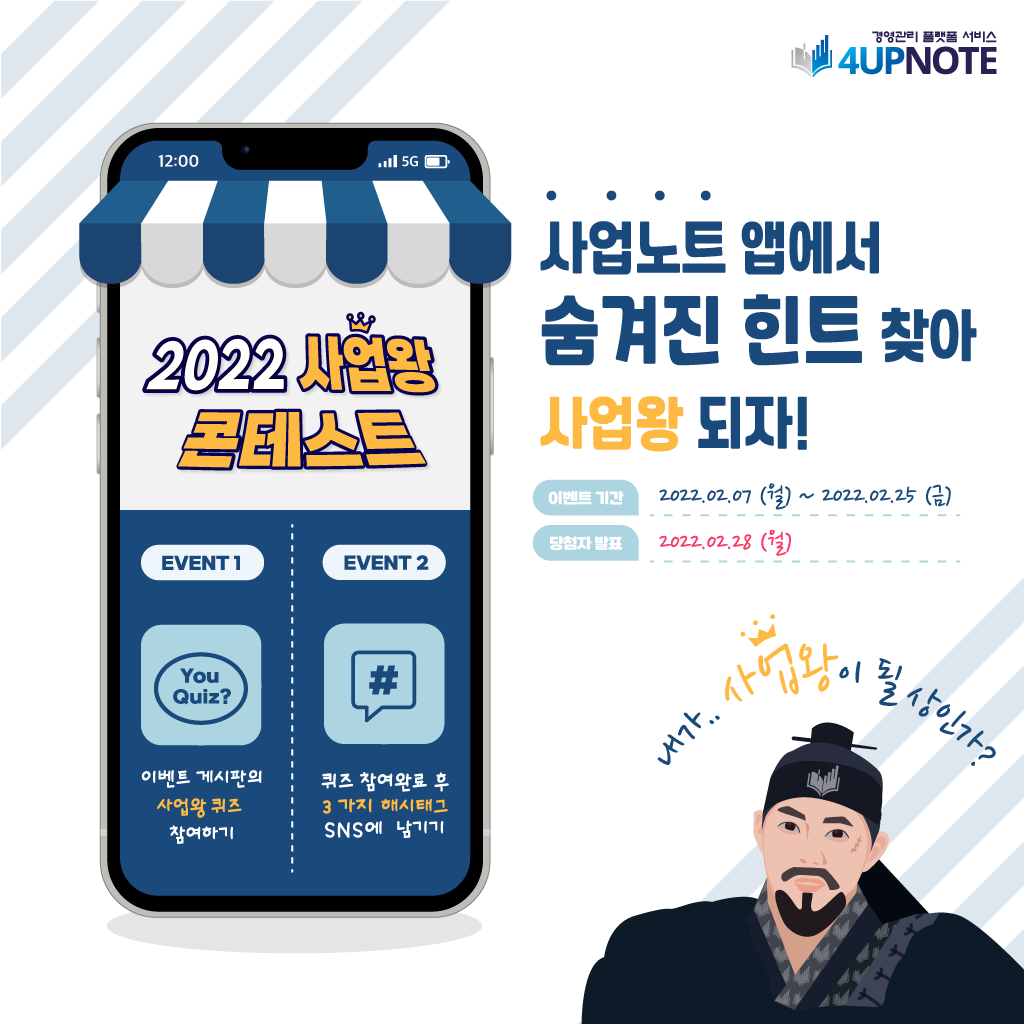 경영관리 플랫폼 서비스
4UPNOTE
12:00 5G
2022 사업왕
콘테스트
EVENT 1
You
Quiz?
이벤트 게시판의
사업왕 퀴즈
참여하기
EVENT 2
#
퀴즈 참여완료 후
3 가지 해시태그
SNS에 남기기
사업노트 앱에서
숨겨진 힌트 찾아
사업왕 되자!
이벤트 기간 2022.02.07 (월) ~ 2022.02.25 (금)
당첨자 발표 2022.02.28 (월)
내가.. 사업왕이 될 상인가?